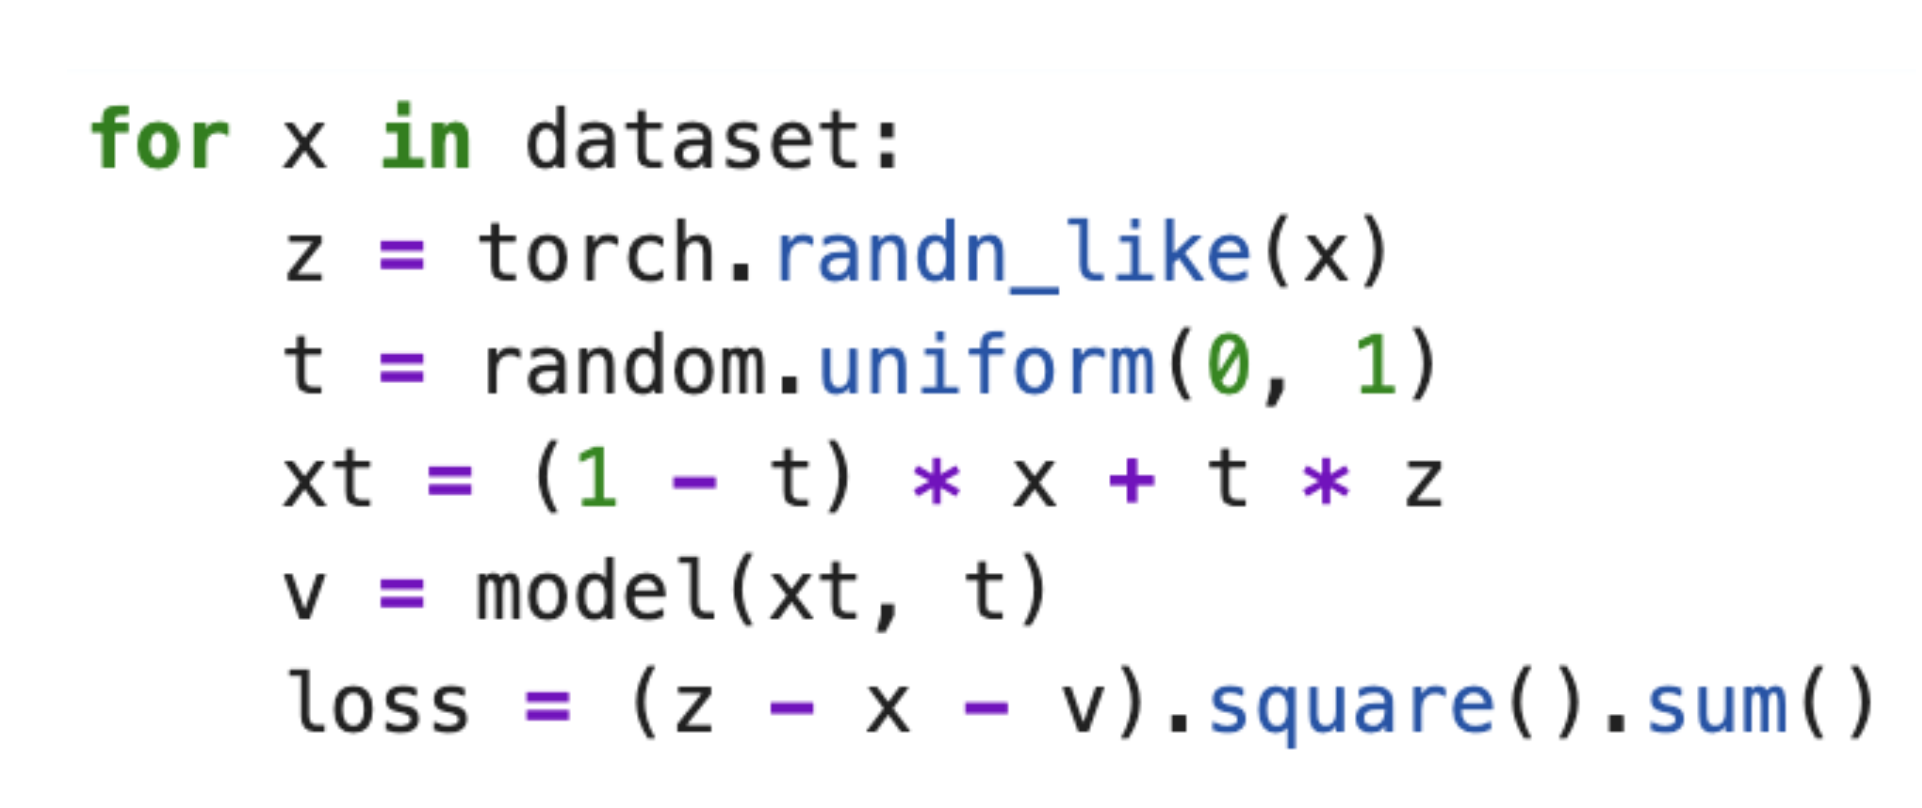 for x in dataset:
    z = torch.randn_like(x)
    t = random.uniform(0, 1)
    xt = (1 - t) * x + t * z
    v = model(xt, t)
    loss = (z - x - v).square().sum()